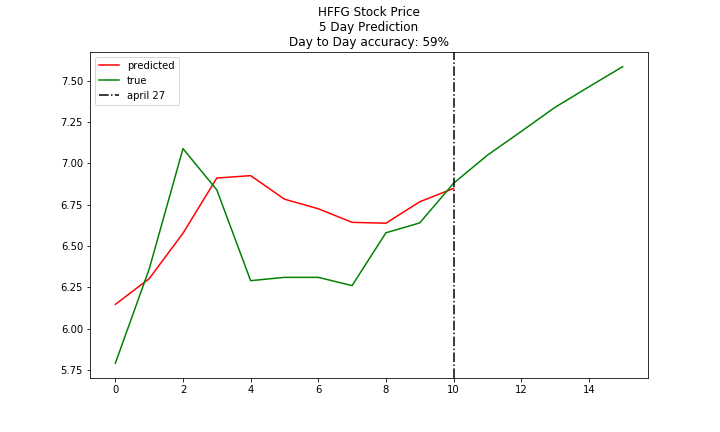 HFFG Stock Price
5 Day Prediction
Day to Day accuracy: 59%
predicted
true
april 27
7.50
7.25
7.00
6.75
6.50
6.25
6.00
5.75
0 2 4 6 8 10 12 14